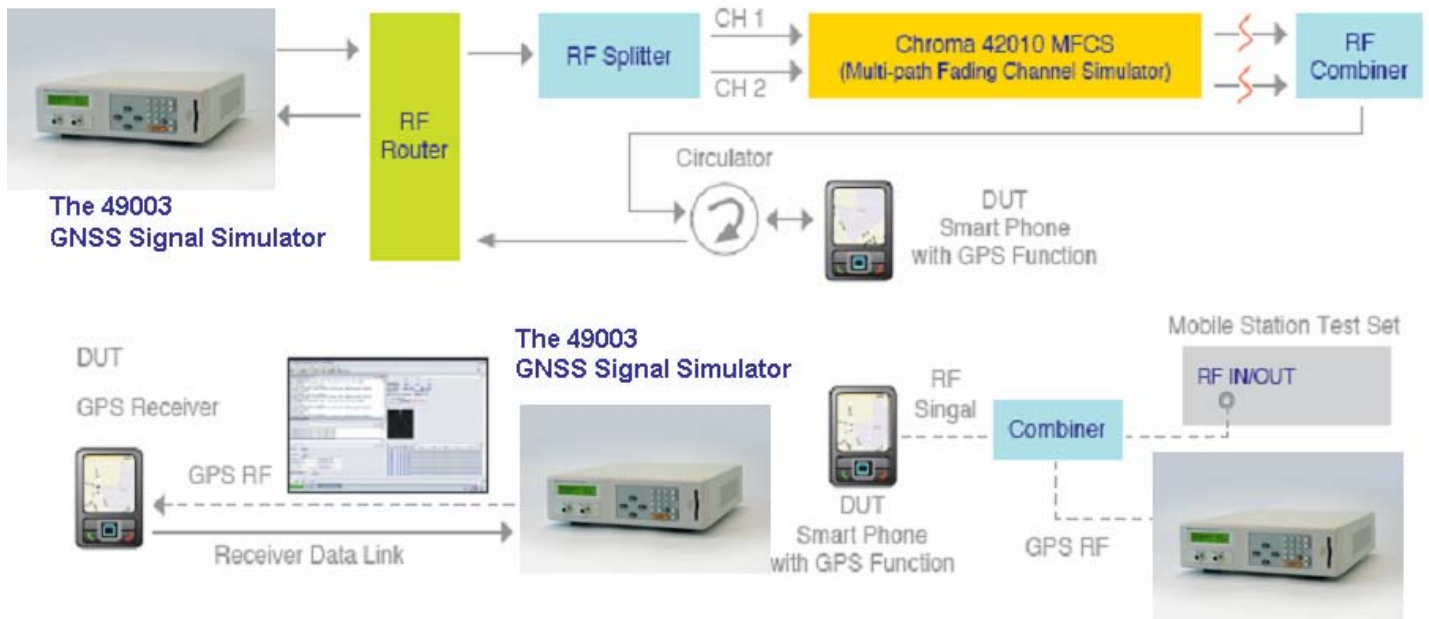 CH 1
RF Splitter
CH 2
Chroma 42010 MFCS
(Multi-path Fading Channel Simulator)
RF
Combiner
RF
Router
The 49003
GNSS Signal Simulator
Circulator
DUT
Smart Phone
with GPS Function
DUT
GPS Receiver
GPS RF
Receiver Data Link
The 49003
GNSS Signal Simulator
RF
Singal
Combiner
Mobile Station Test Set
RF IN/OUT
DUT
Smart Phone
with GPS Function
GPS RF